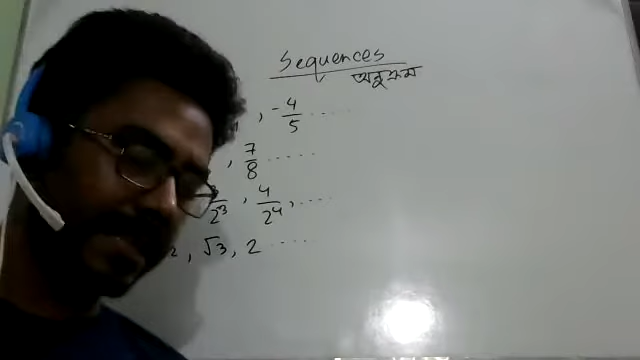 Sequences
অনুক্রম
, -4/5 .....
, 7/8 .....
/2³ , 4/2⁴, ....
2 , √3 , 2 .....